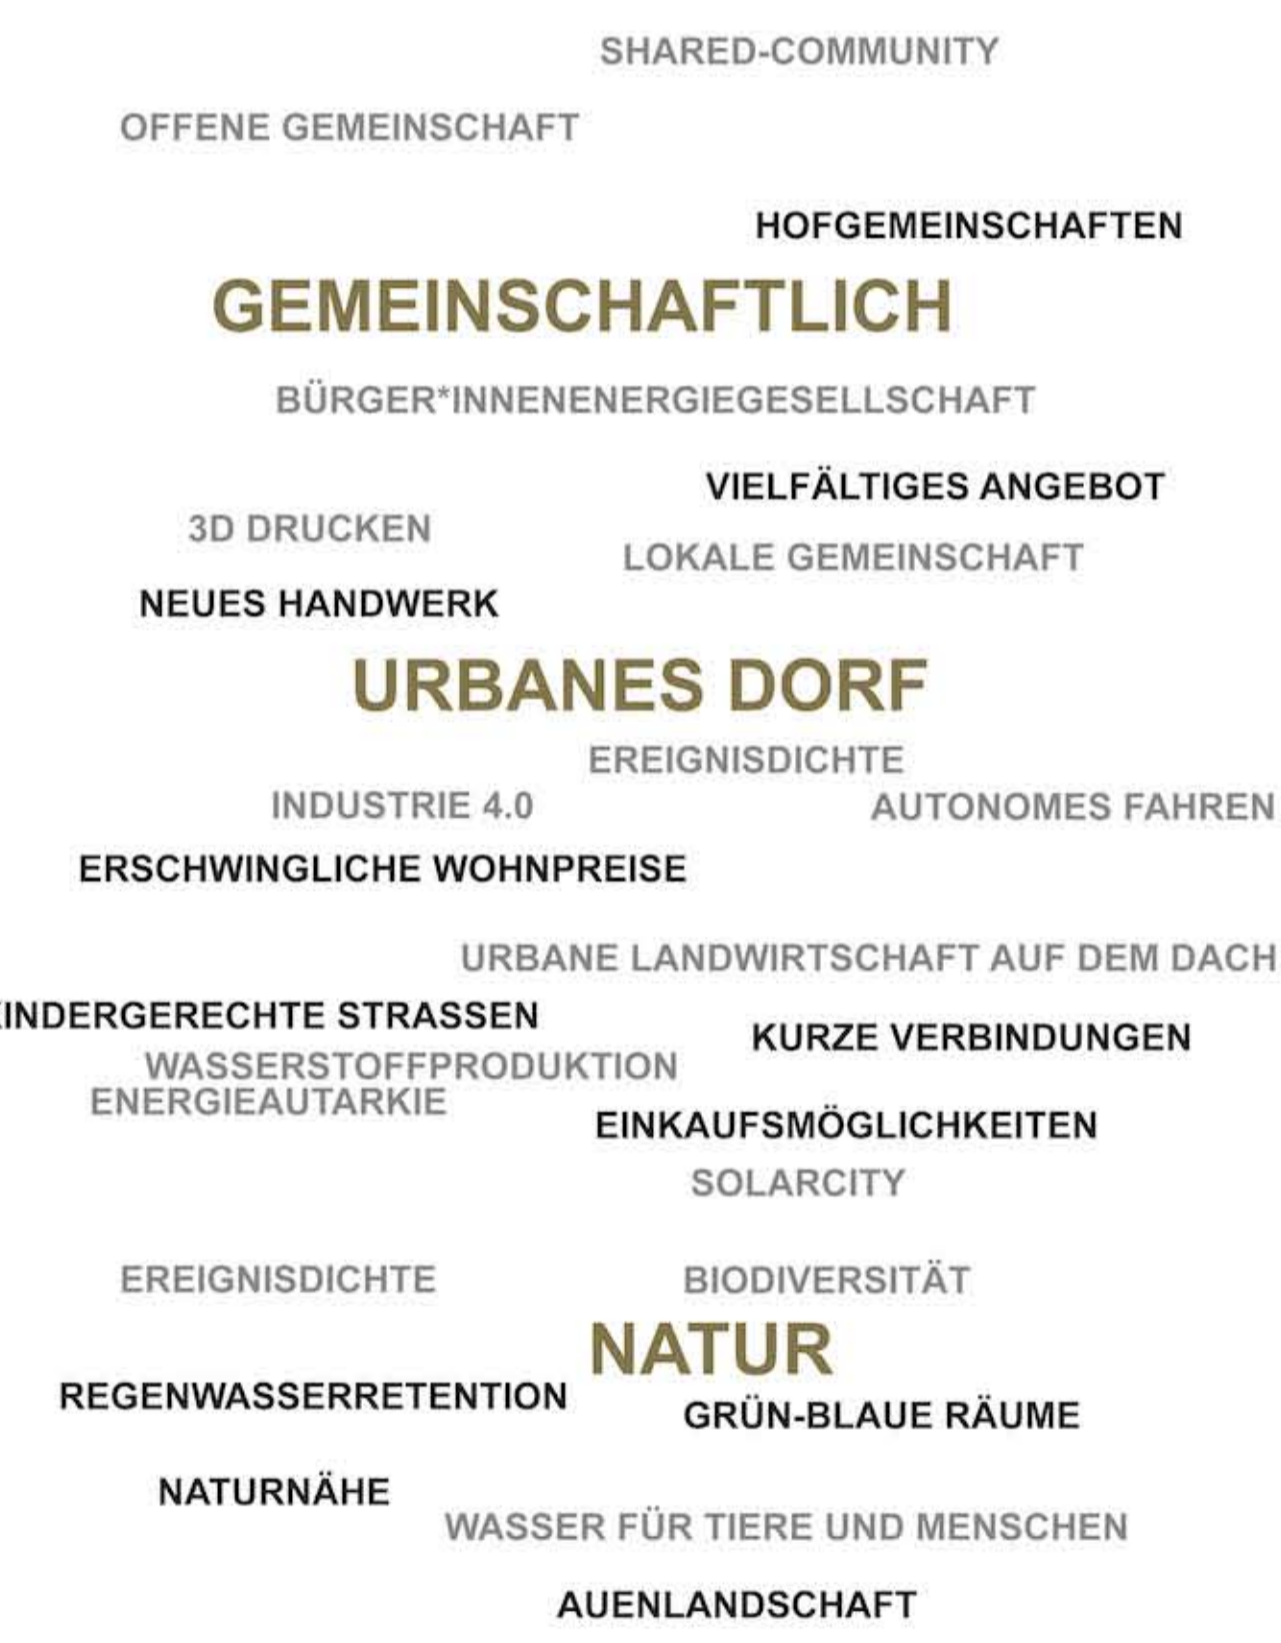 SHARED-COMMUNITY
OFFENE GEMEINSCHAFT
HOFGEMEINSCHAFTEN
GEMEINSCHAFTLICH
BÜRGER*INNENENERGIEGESELLSCHAFT
VIELFÄLTIGES ANGEBOT
3D DRUCKEN
LOKALE GEMEINSCHAFT
NEUES HANDWERK
URBANES DORF
EREIGNISDICHTE
INDUSTRIE 4.0
AUTONOMES FAHREN
ERSCHWINGLICHE WOHNPREISE
URBANE LANDWIRTSCHAFT AUF DEM DACH
KINDERGERECHTE STRASSEN
KURZE VERBINDUNGEN
WASSERSTOFFPRODUKTION
ENERGIEAUTARKIE
EINKAUFSMÖGLICHKEITEN
SOLARCITY
EREIGNISDICHTE
BIODIVERSITÄT
NATUR
REGENWASSERRETENTION
GRÜN-BLAUE RÄUME
NATURNÄHE
WASSER FÜR TIERE UND MENSCHEN
AUENLANDSCHAFT